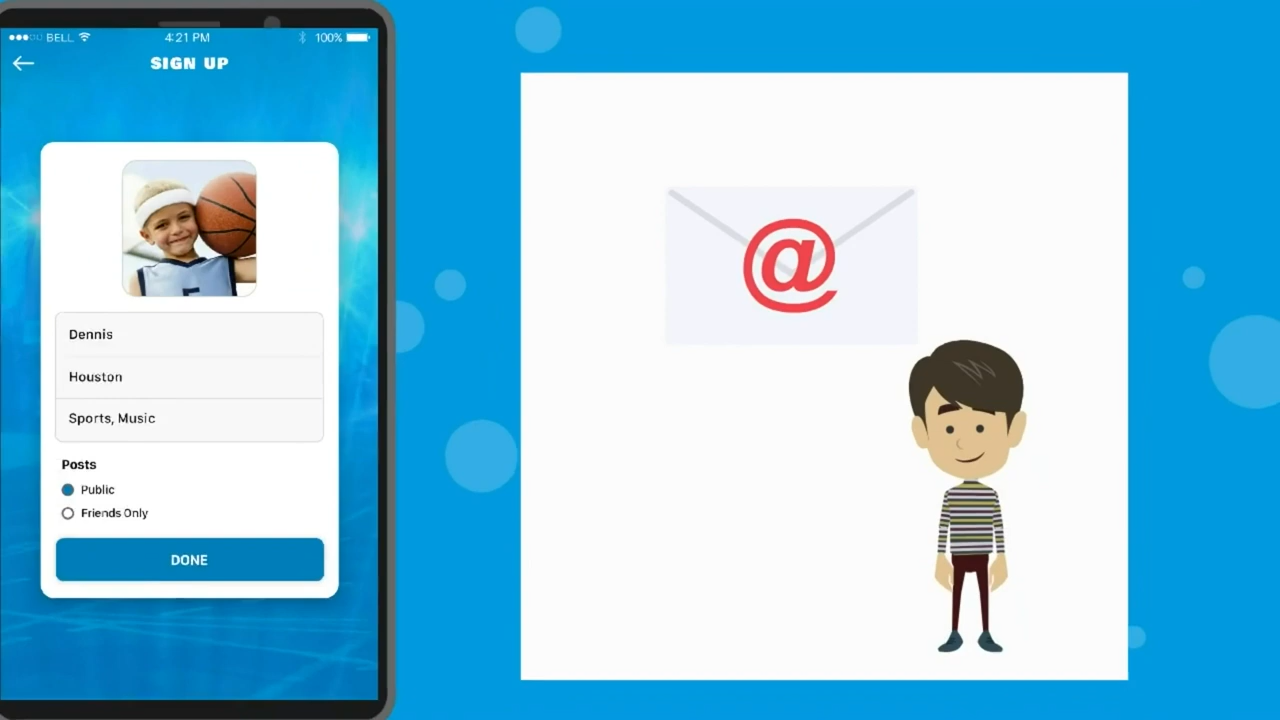 BELL
4:21 PM
100%
SIGN UP
Dennis
Houston
Sports, Music
Posts
Public
Friends Only
DONE
@